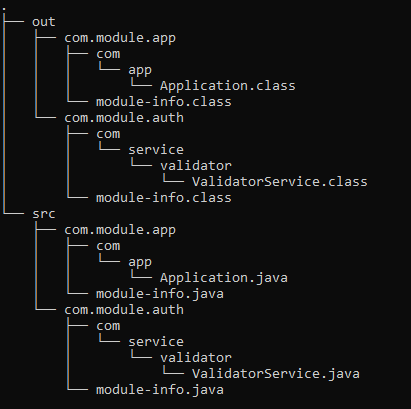 .
├── out
│   ├── com.module.app
│   │   ├── com
│   │   │   └── app
│   │   │       └── Application.class
│   │   └── module-info.class
│   └── com.module.auth
│       ├── com
│       │   └── service
│       │       └── validator
│       │           └── ValidatorService.class
│       └── module-info.class
└── src
    ├── com.module.app
    │   ├── com
    │   │   └── app
    │   │       └── Application.java
    │   └── module-info.java
    └── com.module.auth
        ├── com
        │   └── service
        │       └── validator
        │           └── ValidatorService.java
        └── module-info.java